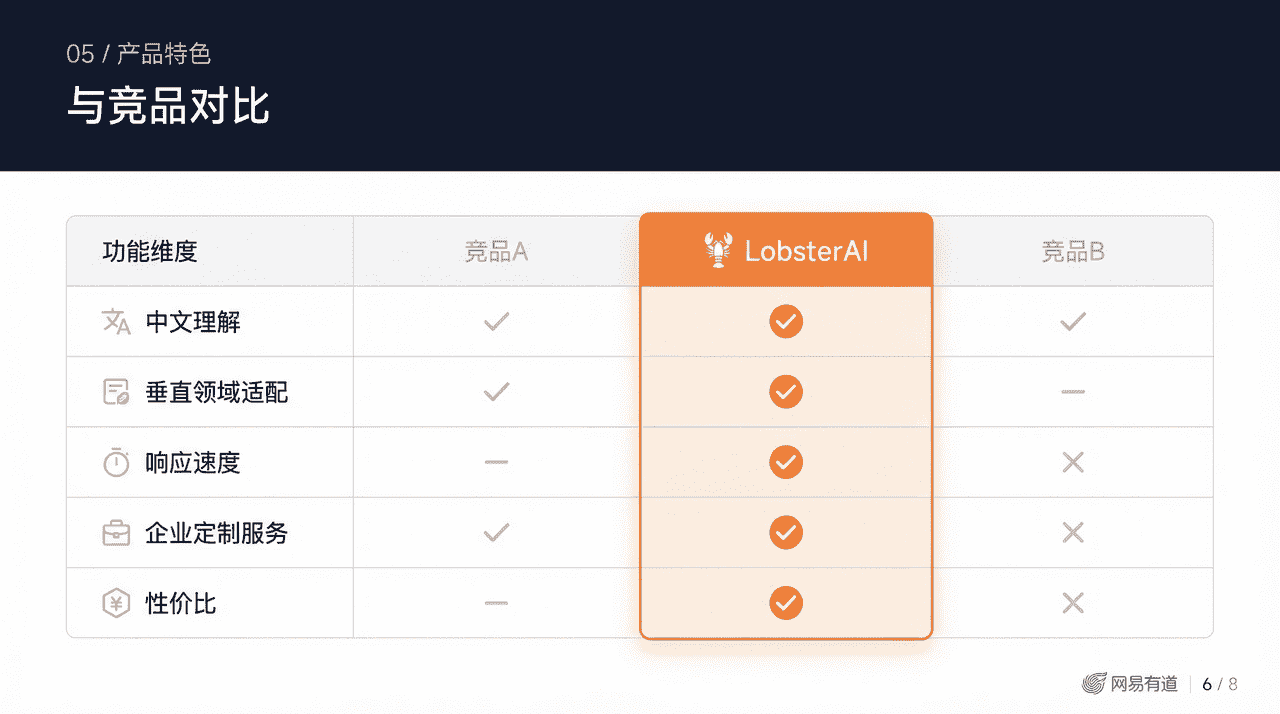 05 / 产品特色
与竞品对比
功能维度 竞品A LobsterAI 竞品B
中文理解
垂直领域适配
响应速度
企业定制服务
性价比
网易有道 6 / 8